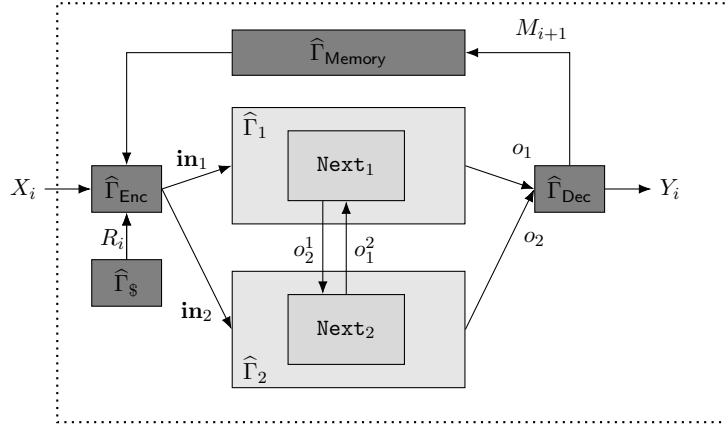 M_{i+1}
Γ̂_Memory
Γ̂_1
Next_1
in_1
o_1
X_i
Γ̂_Enc
Γ̂_Dec
Y_i
R_i
o_2^1
o_1^2
o_2
Γ̂_$
in_2
Next_2
Γ̂_2